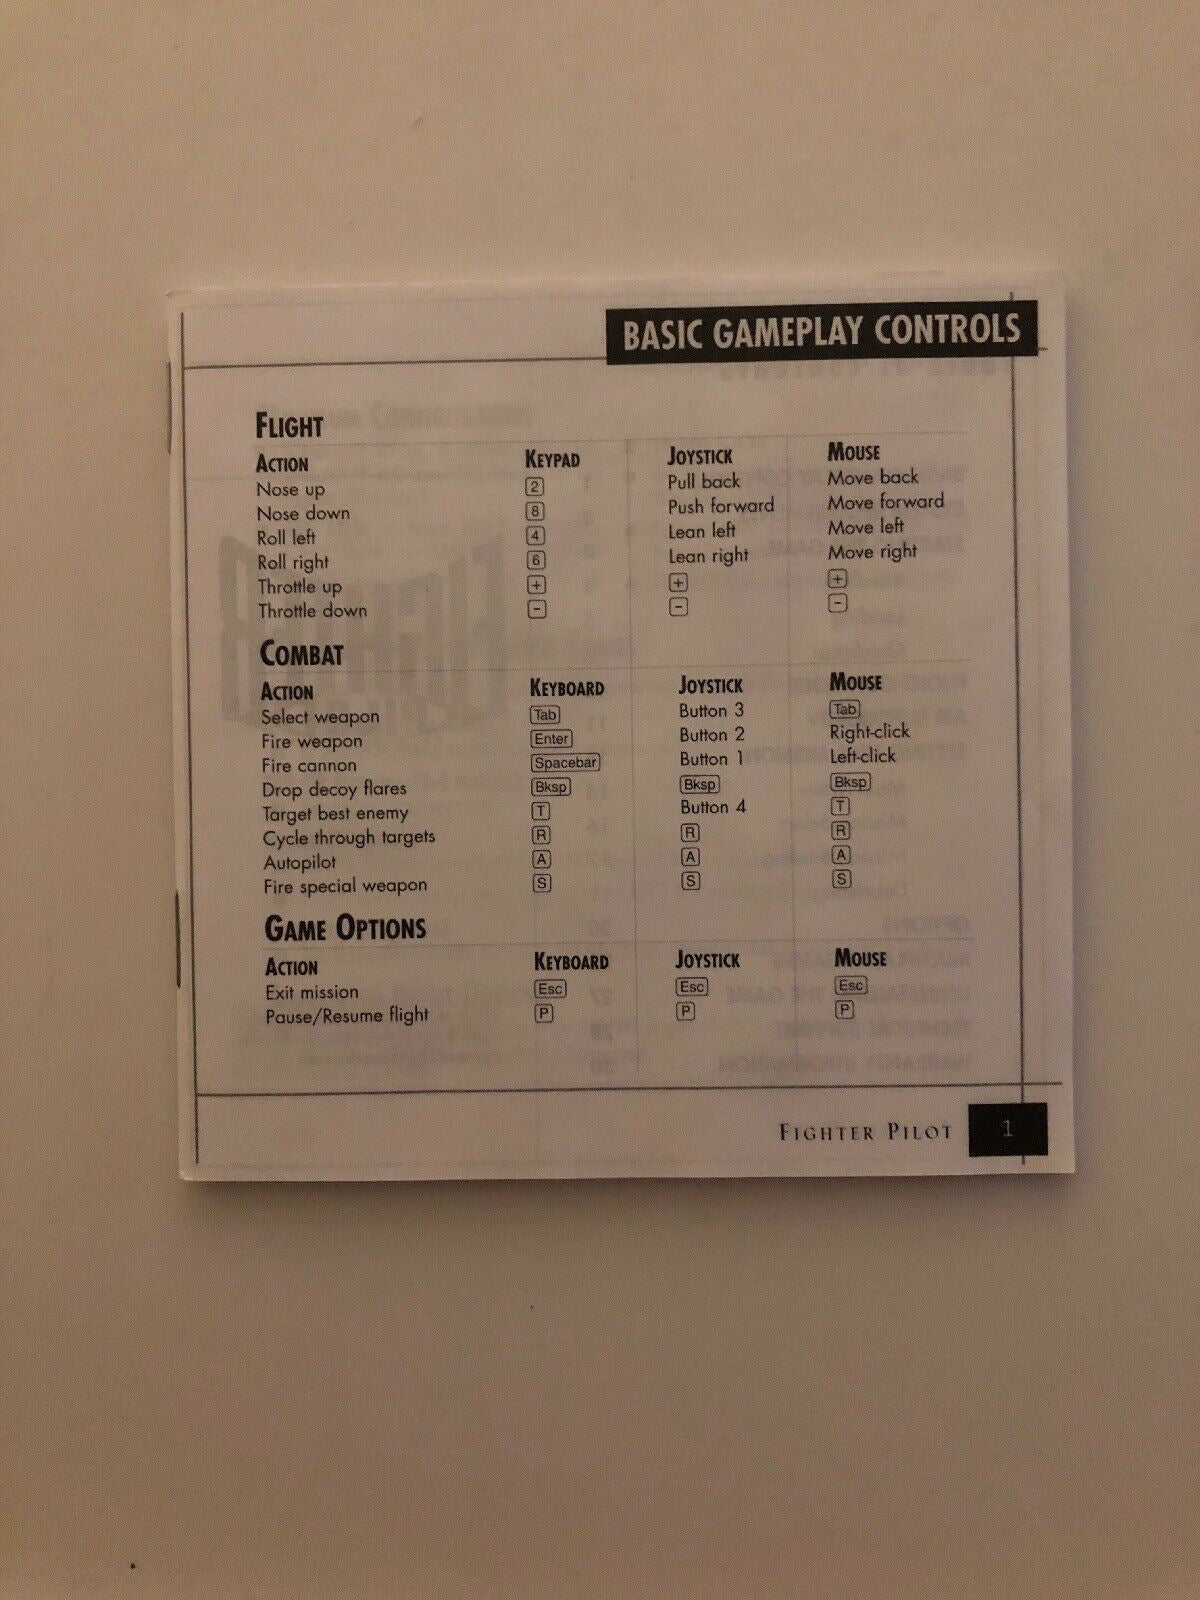 BASIC GAMEPLAY CONTROLS
FLIGHT
ACTION KEYPAD JOYSTICK MOUSE
Nose up 2 Pull back Move back
Nose down 8 Push forward Move forward
Roll left 4 Lean left Move left
Roll right 6 Lean right Move right
Throttle up + + +
Throttle down - - -
COMBAT
ACTION KEYBOARD JOYSTICK MOUSE
Select weapon Tab Button 3 Tab
Fire weapon Enter Button 2 Right-click
Fire cannon Spacebar Button 1 Left-click
Drop decoy flares Bksp Bksp Bksp
Target best enemy T Button 4 T
Cycle through targets R R R
Autopilot A A A
Fire special weapon S S S
GAME OPTIONS
ACTION KEYBOARD JOYSTICK MOUSE
Exit mission Esc Esc Esc
Pause/Resume flight P P P
FIGHTER PILOT 1